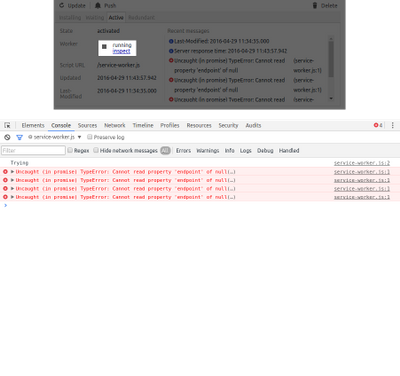 Update Push Delete
Installing Waiting Active Redundant
State activated
Worker running
inspect
Script URL /service-worker.js
Updated 2016-04-29 11:43:57.942
Last-Modified 2016-04-29 11:34:35.000
Recent messages
Last-Modified: 2016-04-29 11:34:35.000
Server response time: 2016-04-29 11:43:57.942
Uncaught (in promise) TypeError: Cannot read property 'endpoint' of null (service-worker.js:1)
Uncaught (in promise) TypeError: Cannot read property 'endpoint' of null (service-worker.js:1)
Uncaught (in promise) TypeError: Cannot read (service-
Elements Console Sources Network Timeline Profiles Resources Security Audits 4
service-worker.js Preserve log
Filter Regex Hide network messages All Errors Warnings Info Logs Debug Handled
Trying service-worker.js:2
Uncaught (in promise) TypeError: Cannot read property 'endpoint' of null(…) service-worker.js:1
Uncaught (in promise) TypeError: Cannot read property 'endpoint' of null(…) service-worker.js:1
Uncaught (in promise) TypeError: Cannot read property 'endpoint' of null(…) service-worker.js:1
Uncaught (in promise) TypeError: Cannot read property 'endpoint' of null(…) service-worker.js:1